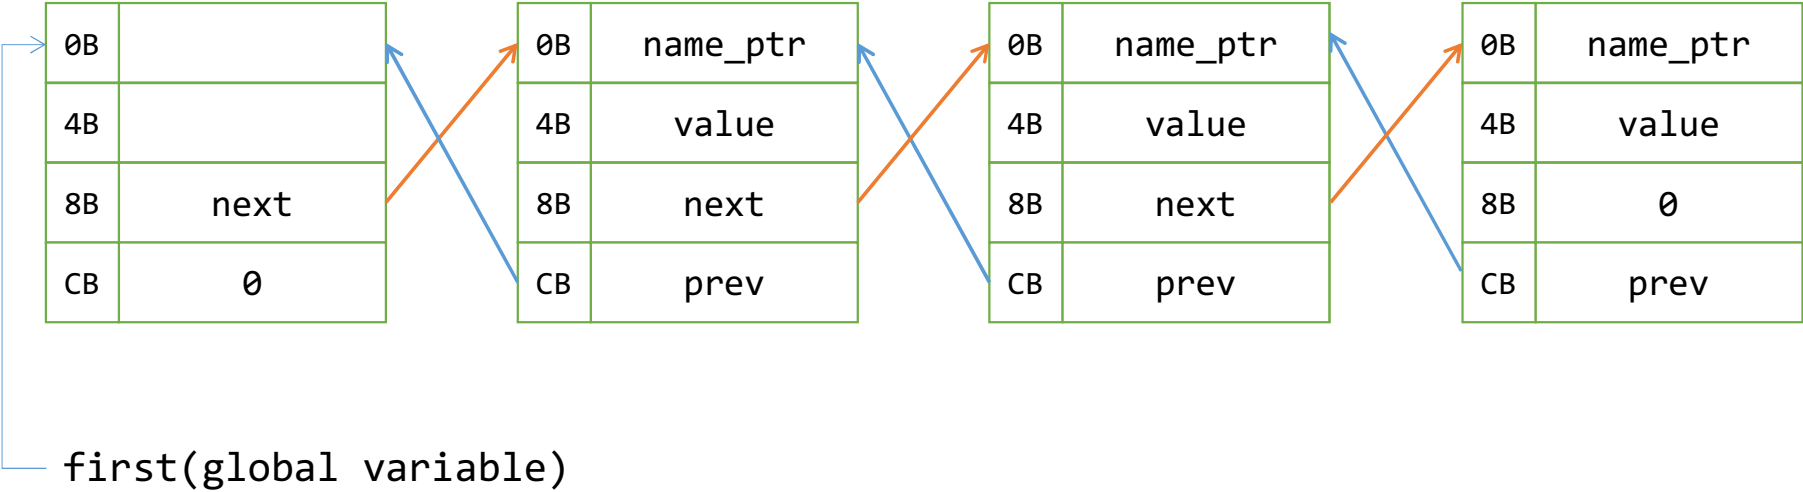 0B 0B name_ptr 0B name_ptr 0B name_ptr
4B 4B value 4B value 4B value
8B next 8B next 8B next 8B 0
CB 0 CB prev CB prev CB prev
first(global variable)